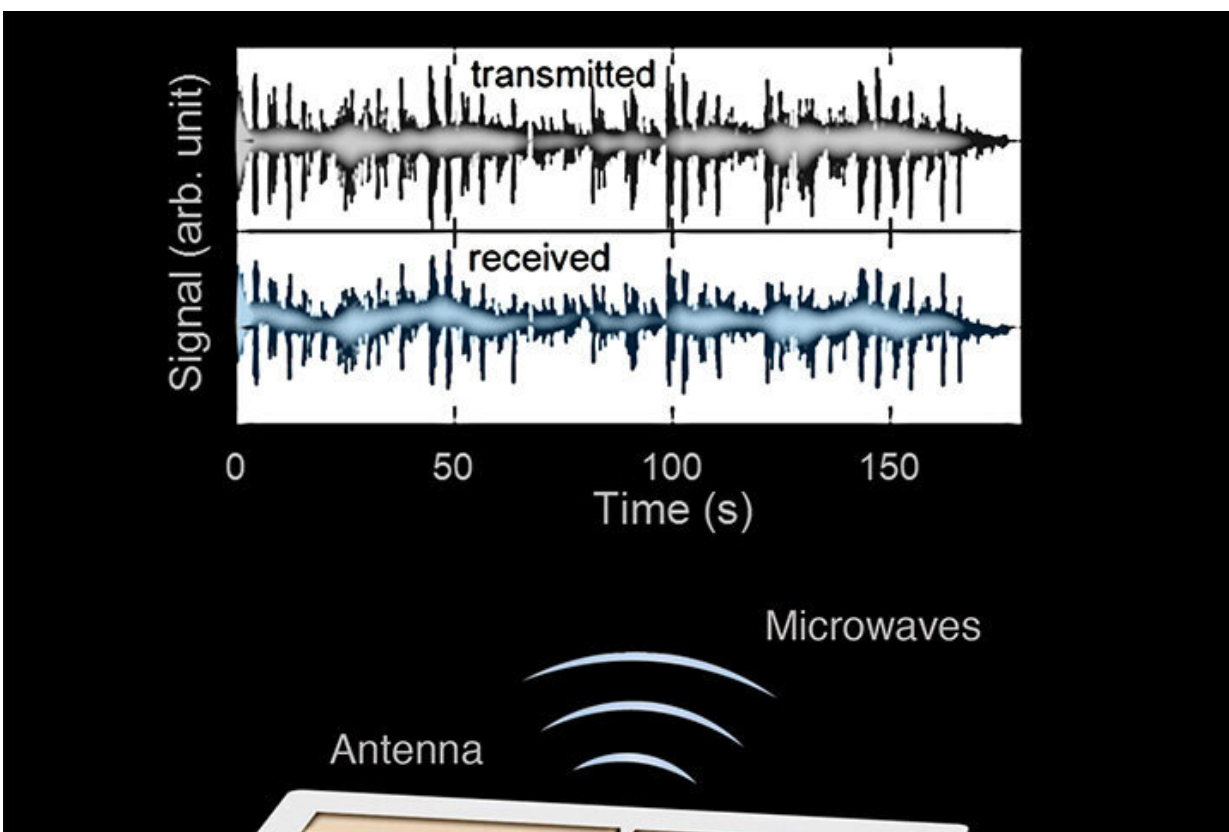 transmitted
Signal (arb. unit)
received
0 50 100 150
Time (s)
Microwaves
Antenna